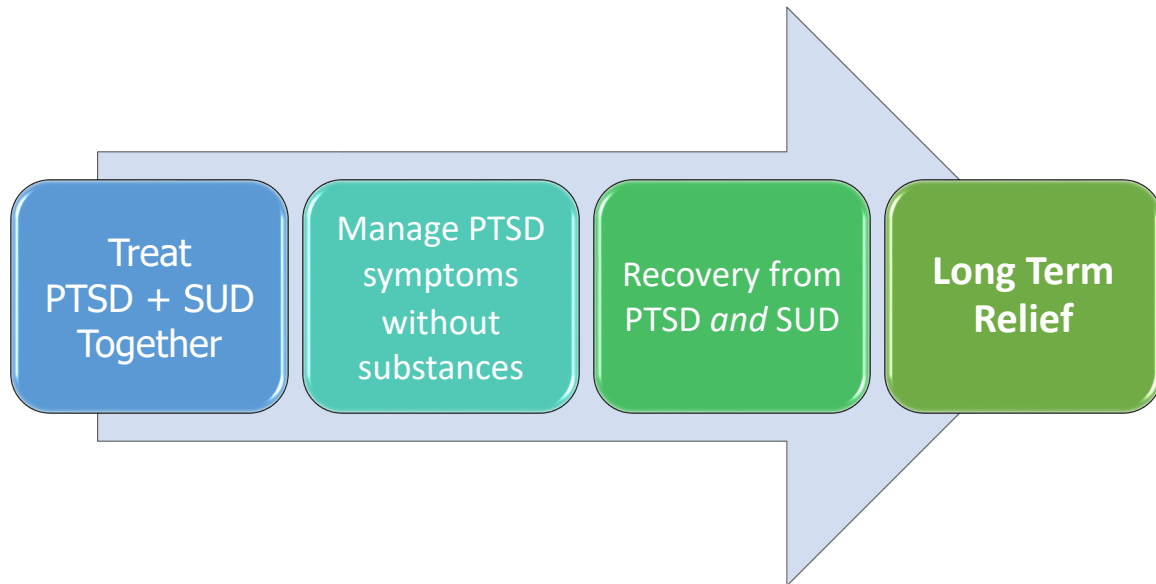 Treat
PTSD + SUD
Together
Manage PTSD
symptoms
without
substances
Recovery from
PTSD and SUD
Long Term
Relief